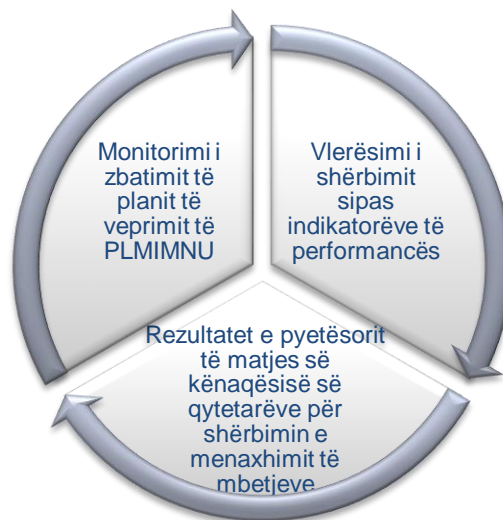 Monitorimi i
zbatimit të
planit të
veprimit të
PLMIMNU
Vlerësimi i
shërbimit
sipas
indikatorëve të
performancës
Rezultatet e pyetësorit
të matjes së
kënaqësisë së
qytetarëve për
shërbimin e
menaxhimit të
mbetjeve